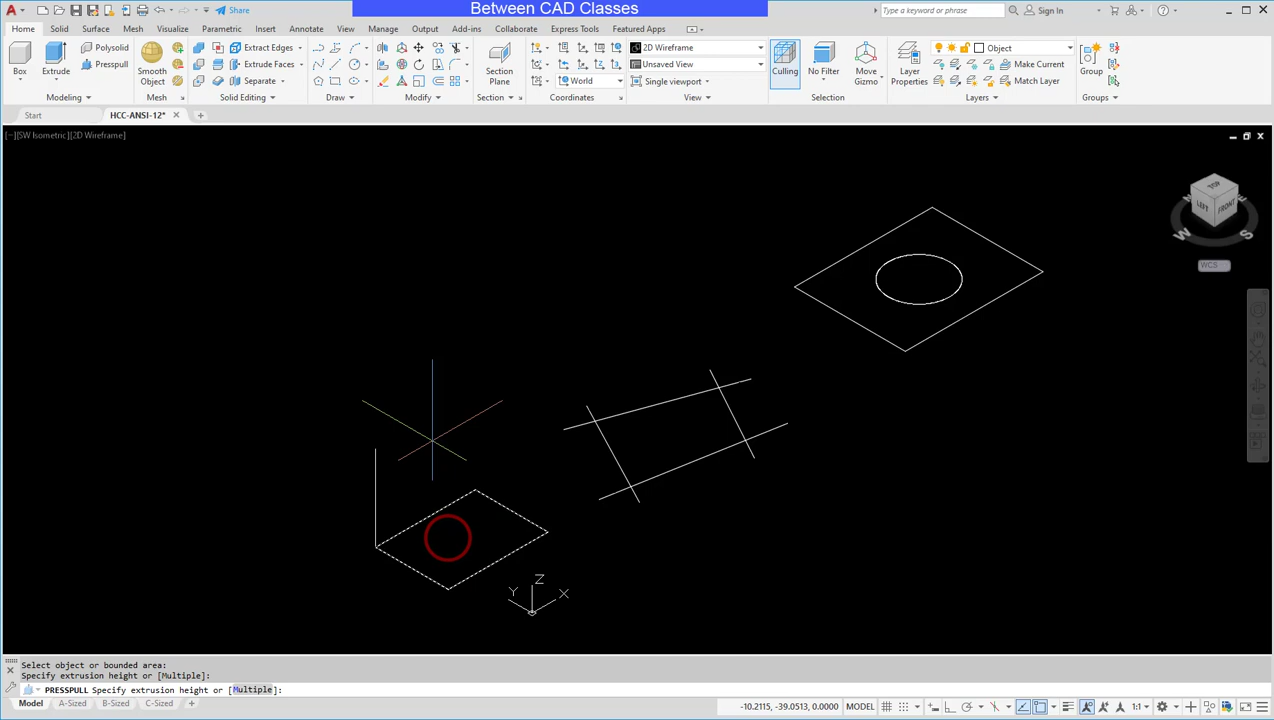 Between CAD Classes
Share
Type a keyword or phrase
Sign In
Home
Solid
Surface
Mesh
Visualize
Parametric
Insert
Annotate
View
Manage
Output
Add-ins
Collaborate
Express Tools
Featured Apps
Box
Extrude
Polysolid
Presspull
Smooth
Object
Extract Edges
Extrude Faces
Separate
Section
Plane
World
2D Wireframe
Unsaved View
Single viewport
Culling
No Filter
Move
Gizmo
Layer
Properties
Object
Make Current
Match Layer
Group
Modeling
Mesh
Solid Editing
Draw
Modify
Section
Coordinates
View
Selection
Layers
Groups
Start
HCC-ANSI-12*
[−][SW Isometric][2D Wireframe]
TOP
LEFT
FRONT
W
S
WCS
Z
Y
X
Select object or bounded area:
Specify extrusion height or [Multiple]:
PRESSPULL Specify extrusion height or [Multiple]:
Model
A-Sized
B-Sized
C-Sized
-10.2115, -39.0513, 0.0000
MODEL
1:1